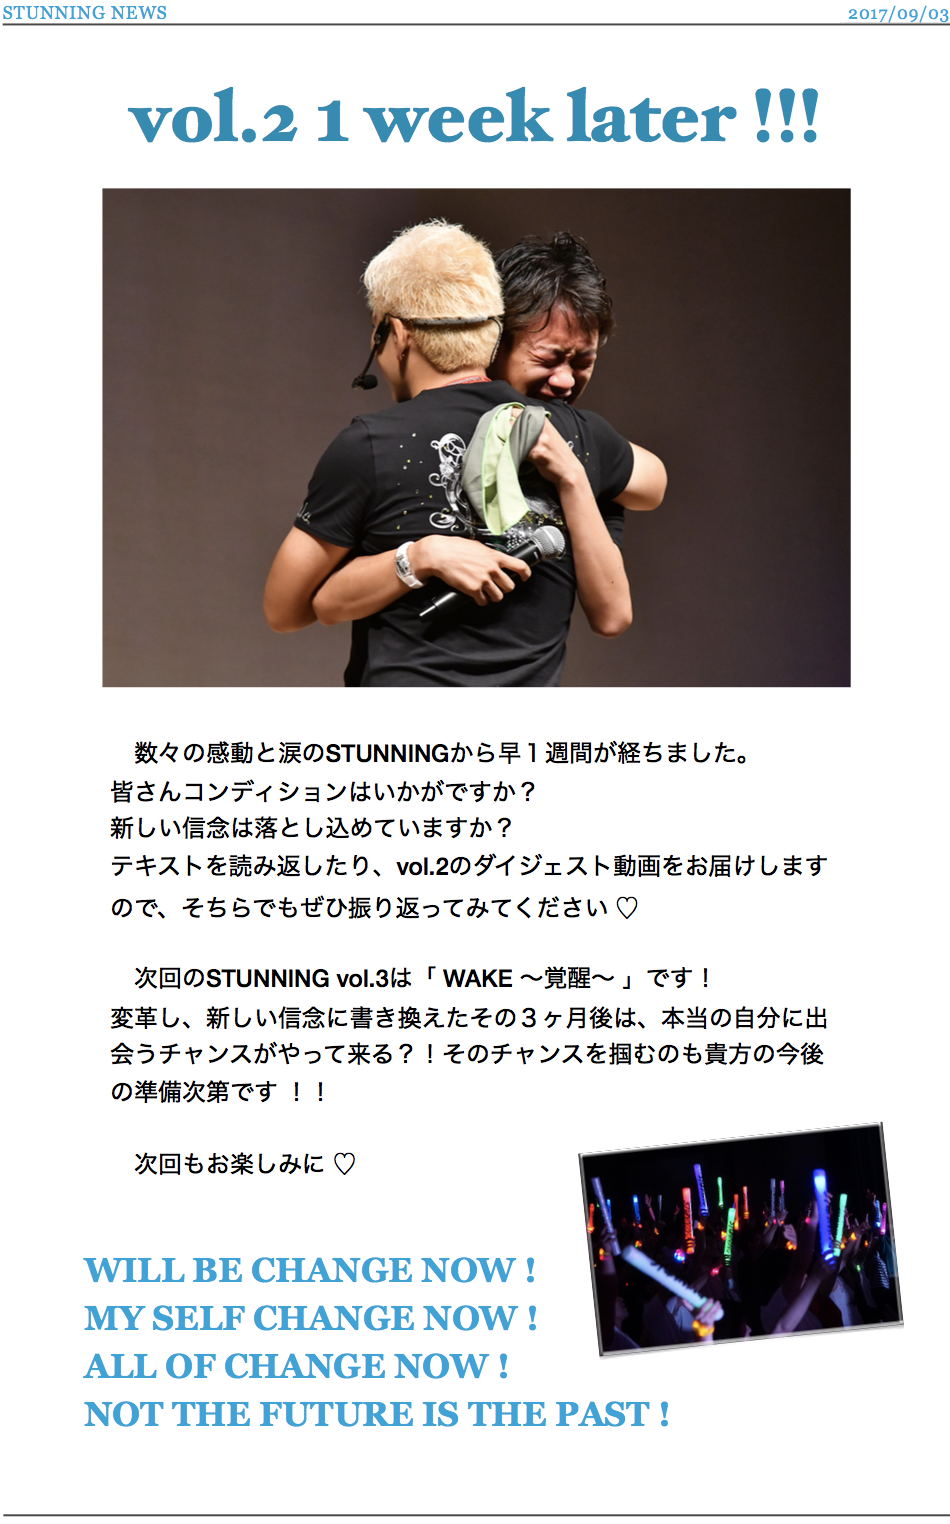 STUNNING NEWS
2017/09/03
vol.2 1 week later !!!
数々の感動と涙のSTUNNINGから早１週間が経ちました。
皆さんコンディションはいかがですか？
新しい信念は落とし込めていますか？
テキストを読み返したり、vol.2のダイジェスト動画をお届けします
ので、そちらでもぜひ振り返ってみてください ♡
次回のSTUNNING vol.3は「 WAKE 〜覚醒〜 」です！
変革し、新しい信念に書き換えたその３ヶ月後は、本当の自分に出
会うチャンスがやって来る？！そのチャンスを掴むのも貴方の今後
の準備次第です ！！
次回もお楽しみに ♡
WILL BE CHANGE NOW !
MY SELF CHANGE NOW !
ALL OF CHANGE NOW !
NOT THE FUTURE IS THE PAST !